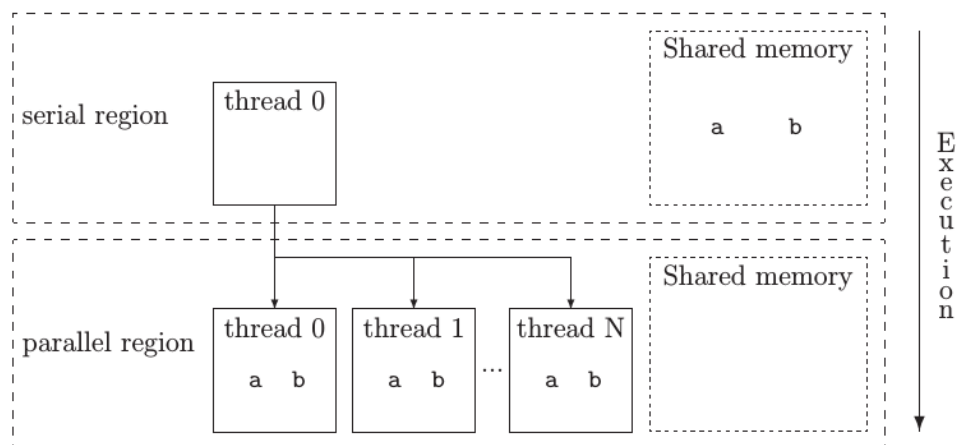 Shared memory
thread 0
serial region
a b
Execution
Shared memory
thread 0 thread 1 thread N
parallel region
a b a b ... a b